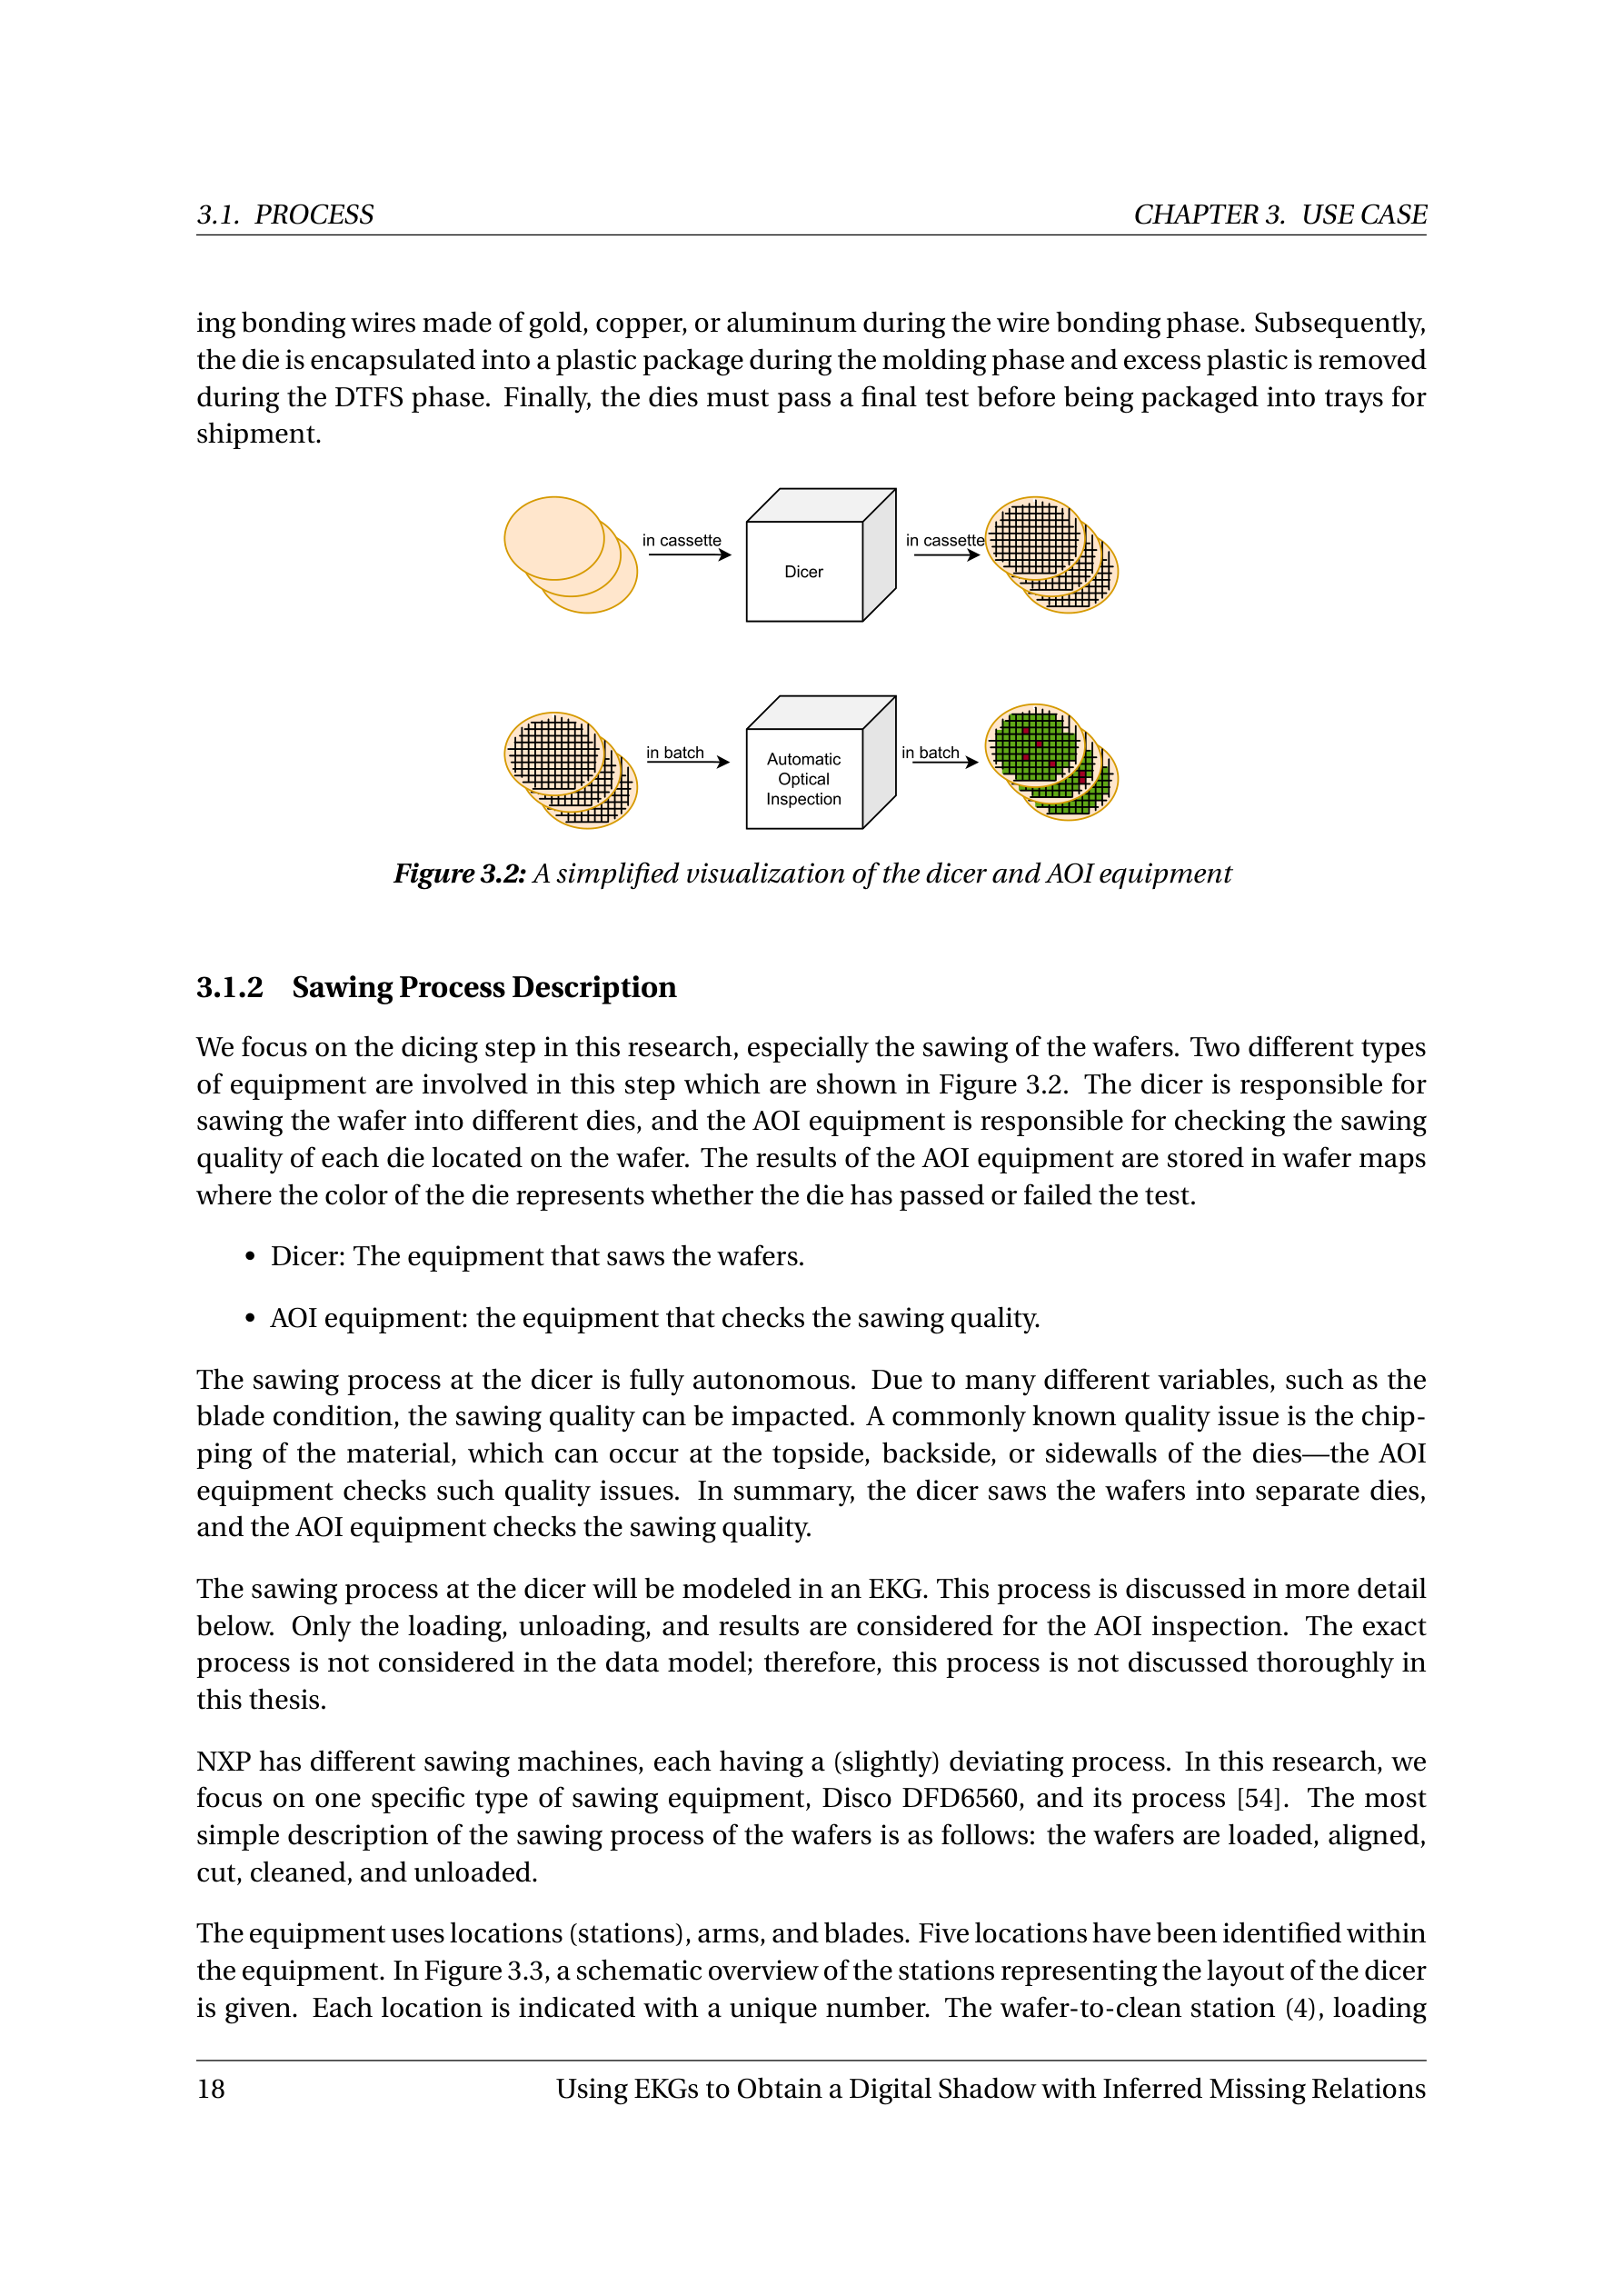 3.1. PROCESS CHAPTER 3. USE CASE
ing bonding wires made of gold, copper, or aluminum during the wire bonding phase. Subsequently,
the die is encapsulated into a plastic package during the molding phase and excess plastic is removed
during the DTFS phase. Finally, the dies must pass a final test before being packaged into trays for
shipment.
in cassette
Dicer
in cassette
in batch
Automatic
Optical
Inspection
in batch
Figure 3.2: A simplified visualization of the dicer and AOI equipment
3.1.2 Sawing Process Description
We focus on the dicing step in this research, especially the sawing of the wafers. Two different types
of equipment are involved in this step which are shown in Figure 3.2. The dicer is responsible for
sawing the wafer into different dies, and the AOI equipment is responsible for checking the sawing
quality of each die located on the wafer. The results of the AOI equipment are stored in wafer maps
where the color of the die represents whether the die has passed or failed the test.
• Dicer: The equipment that saws the wafers.
• AOI equipment: the equipment that checks the sawing quality.
The sawing process at the dicer is fully autonomous. Due to many different variables, such as the
blade condition, the sawing quality can be impacted. A commonly known quality issue is the chip-
ping of the material, which can occur at the topside, backside, or sidewalls of the dies—the AOI
equipment checks such quality issues. In summary, the dicer saws the wafers into separate dies,
and the AOI equipment checks the sawing quality.
The sawing process at the dicer will be modeled in an EKG. This process is discussed in more detail
below. Only the loading, unloading, and results are considered for the AOI inspection. The exact
process is not considered in the data model; therefore, this process is not discussed thoroughly in
this thesis.
NXP has different sawing machines, each having a (slightly) deviating process. In this research, we
focus on one specific type of sawing equipment, Disco DFD6560, and its process [54]. The most
simple description of the sawing process of the wafers is as follows: the wafers are loaded, aligned,
cut, cleaned, and unloaded.
The equipment uses locations (stations), arms, and blades. Five locations have been identified within
the equipment. In Figure 3.3, a schematic overview of the stations representing the layout of the dicer
is given. Each location is indicated with a unique number. The wafer-to-clean station (4), loading
18 Using EKGs to Obtain a Digital Shadow with Inferred Missing Relations